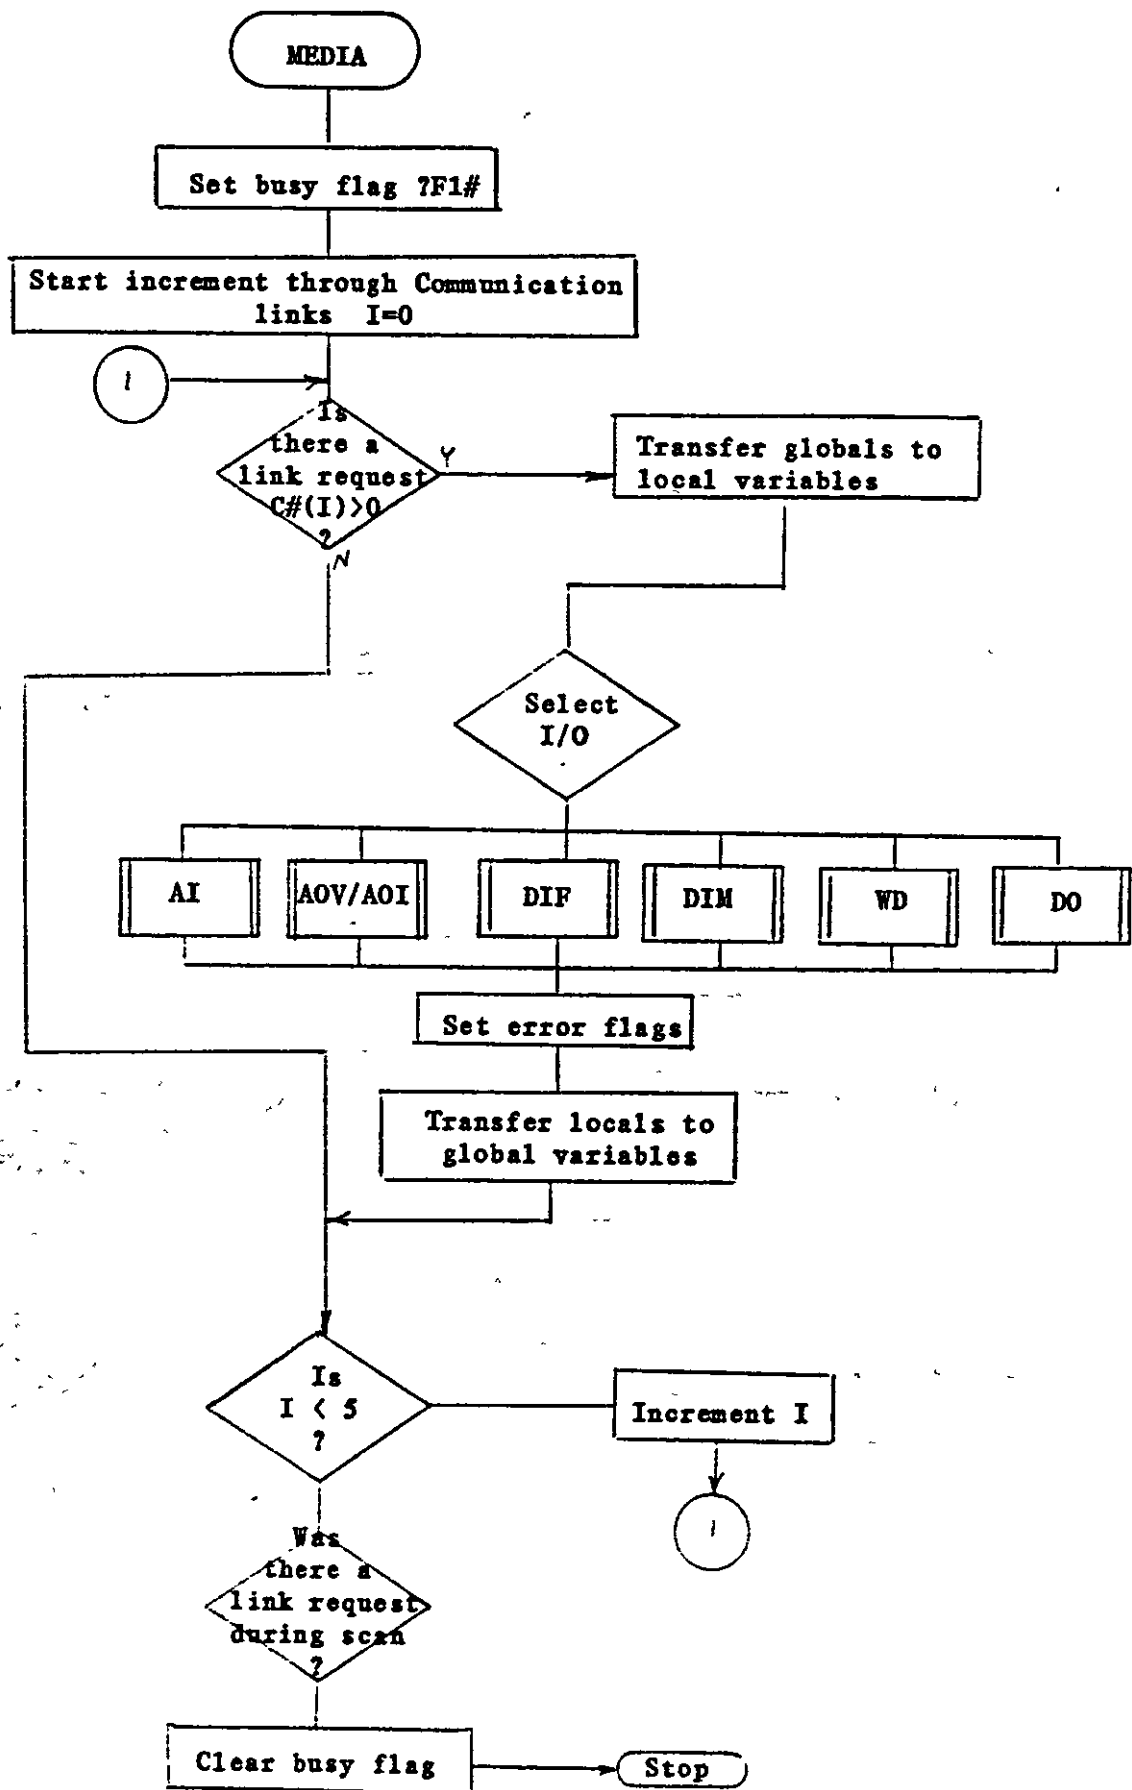 MEDIA
Set busy flag ?F1#
Start increment through Communication
links I=0
1
Is
there a
link request
C#(I)>0
?
Y
N
Transfer globals to
local variables
Select
I/O
AI
AOV/AOI
DIF
DIM
WD
DO
Set error flags
Transfer locals to
global variables
Is
I < 5
?
Increment I
1
Was
there a
link request
during scan
?
Clear busy flag
Stop